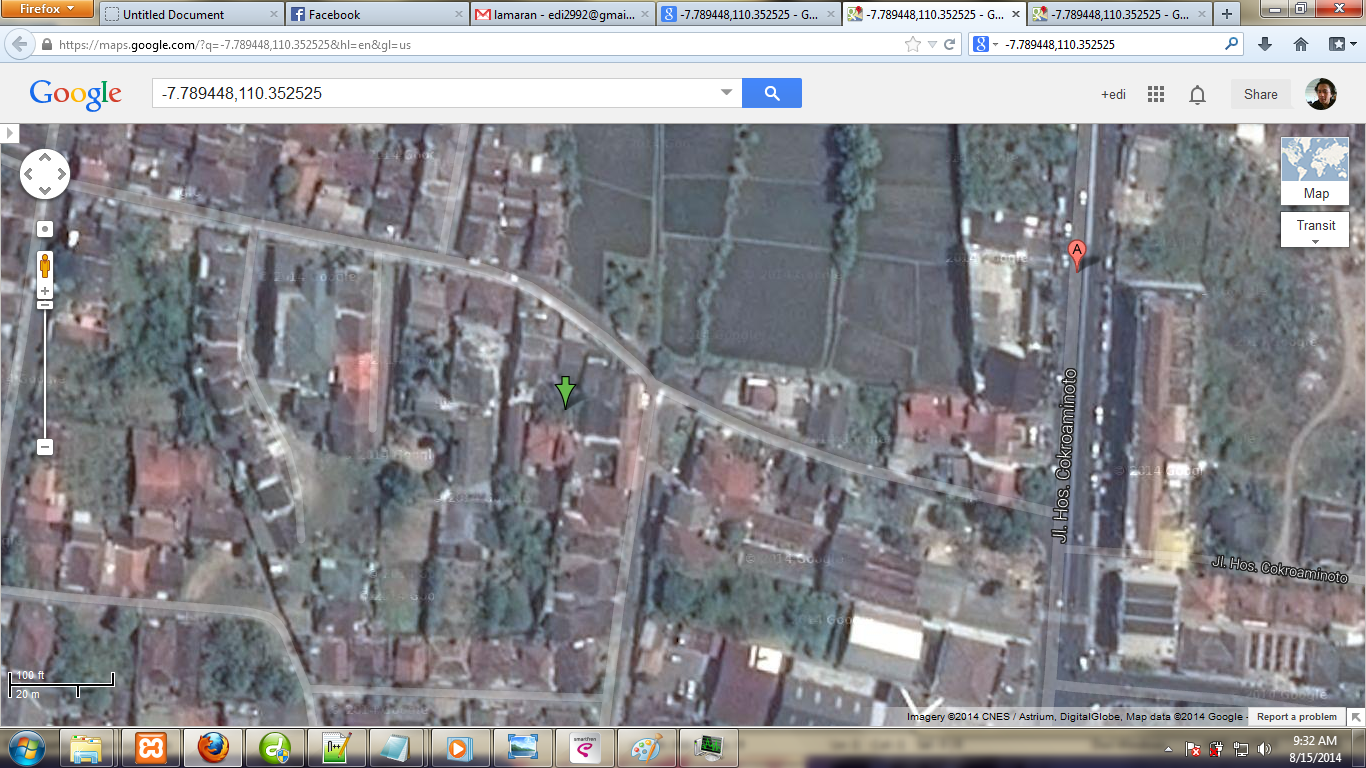 Firefox
Untitled Document
Facebook
lamaran - edi2992@gmai...
-7.789448,110.352525 - G...
-7.789448,110.352525 - G...
-7.789448,110.352525 - G...
https://maps.google.com/?q=-7.789448,110.352525&hl=en&gl=us
-7.789448,110.352525
Google
-7.789448,110.352525
+edi
Share
Map
Transit
A
Jl. Hos. Cokroaminoto
Jl. Hos. Cokroaminoto
100 ft
20 m
Imagery ©2014 CNES / Astrium, DigitalGlobe, Map data ©2014 Google -
Report a problem
smartfren
9:32 AM
8/15/2014